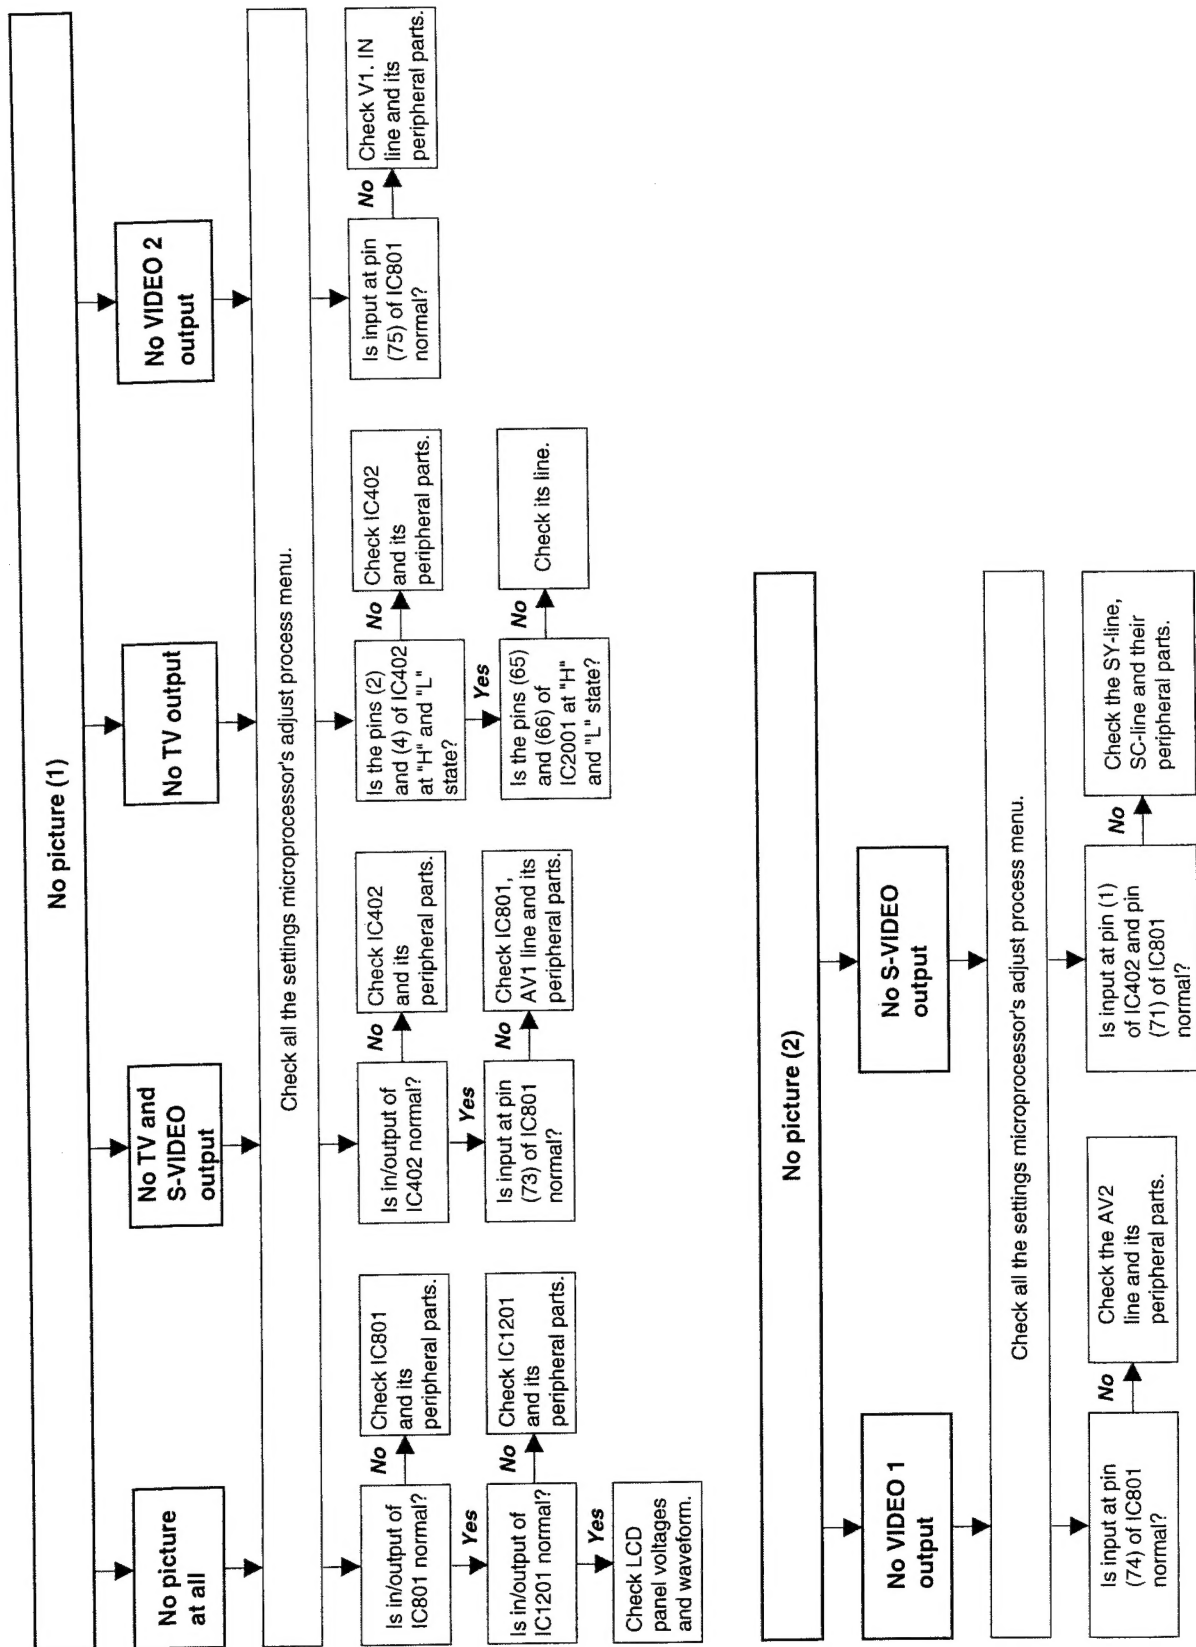 No picture (1)
No picture
at all
No TV and
S-VIDEO
output
No TV output
No VIDEO 2
output
Check all the settings microprocessor's adjust process menu.
Is in/output of
IC801 normal?
No
Check IC801
and its
peripheral parts.
Yes
Is in/output of
IC1201 normal?
No
Check IC1201
and its
peripheral parts.
Yes
Check LCD
panel voltages
and waveform.
Is in/output of
IC402 normal?
No
Check IC402
and its
peripheral parts.
Yes
Is input at pin
(73) of IC801
normal?
No
Check IC801,
AV1 line and its
peripheral parts.
Is the pins (2)
and (4) of IC402
at "H" and "L"
state?
No
Check IC402
and its
peripheral parts.
Yes
Is the pins (65)
and (66) of
IC2001 at "H"
and "L" state?
No
Check its line.
Is input at pin
(75) of IC801
normal?
No
Check V1. IN
line and its
peripheral parts.
No picture (2)
No VIDEO 1
output
No S-VIDEO
output
Check all the settings microprocessor's adjust process menu.
Is input at pin
(74) of IC801
normal?
No
Check the AV2
line and its
peripheral parts.
Is input at pin (1)
of IC402 and pin
(71) of IC801
normal?
No
Check the SY-line,
SC-line and their
peripheral parts.